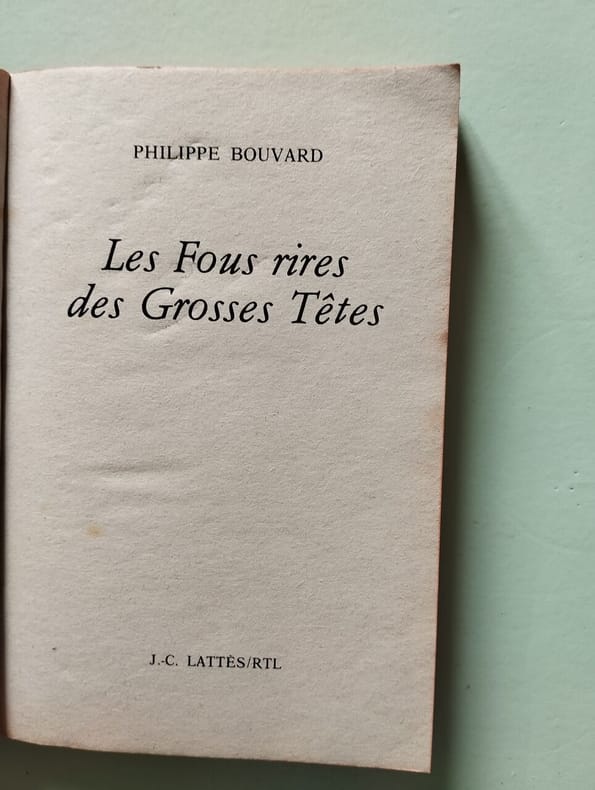 PHILIPPE BOUVARD
Les Fous rires
des Grosses Têtes
J.-C. LATTÈS/RTL